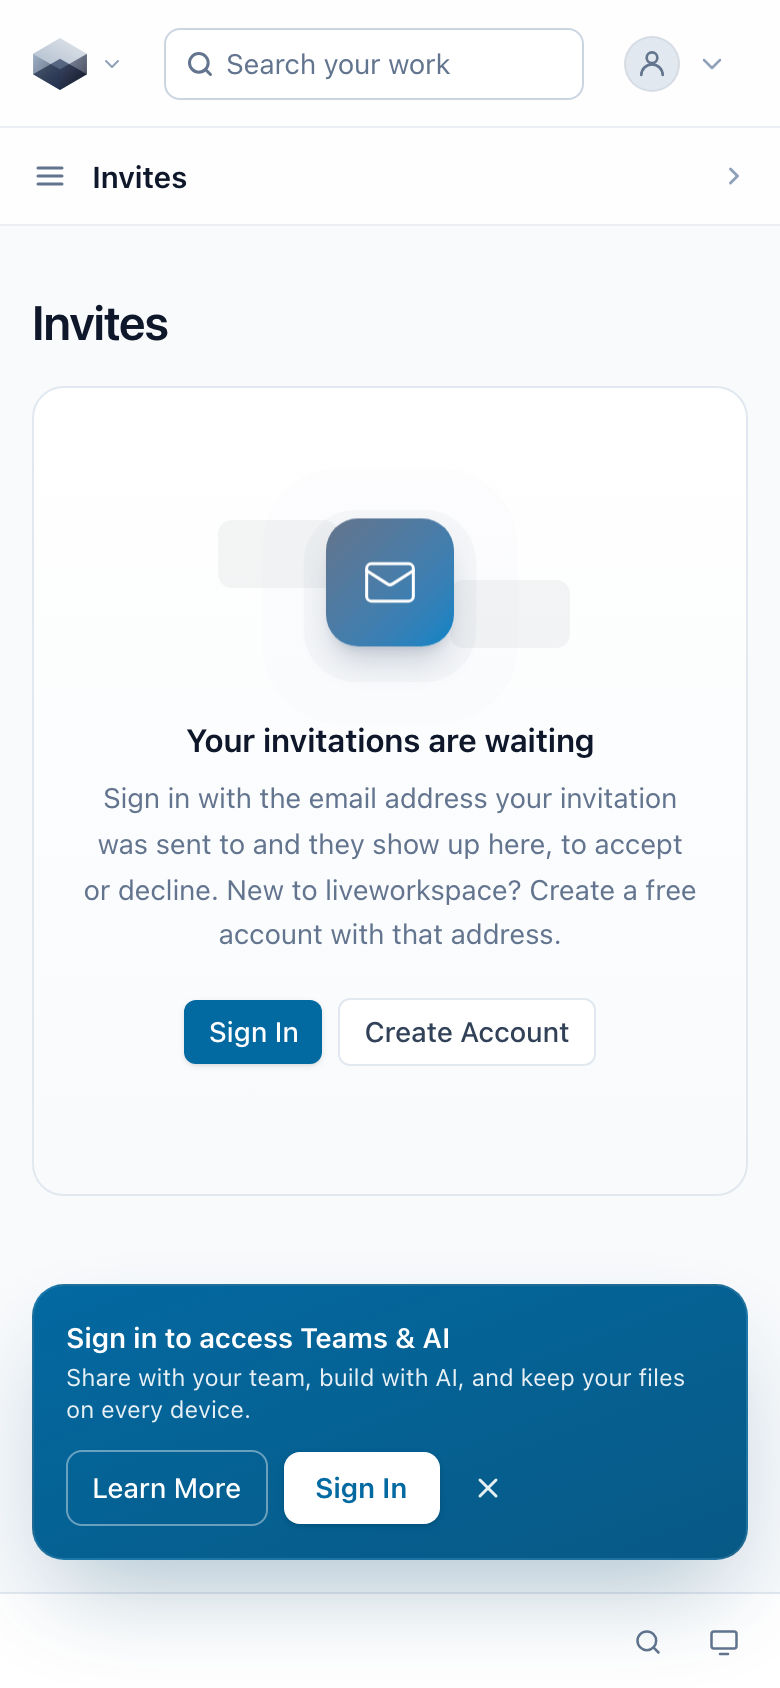 Search your work
Invites
Invites
Your invitations are waiting
Sign in with the email address your invitation
was sent to and they show up here, to accept
or decline. New to liveworkspace? Create a free
account with that address.
Sign In
Create Account
Sign in to access Teams & AI
Share with your team, build with AI, and keep your files
on every device.
Learn More
Sign In